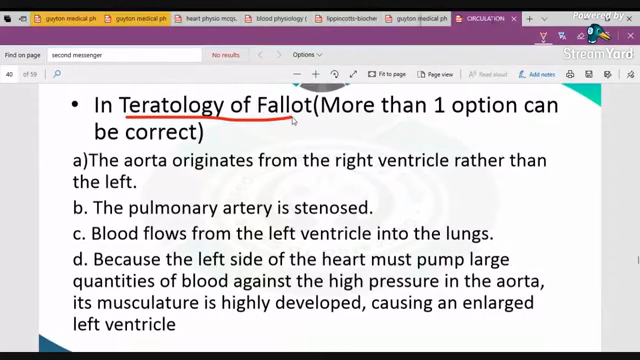 guyton medical ph
guyton medical ph
heart physio mcqs.
blood physiology (
lippincotts-bioche
guyton medical ph
CIRCULATION
Powered by
StreamYard
Find on page
second messenger
No results
Options
40 of 59
Fit to page
Page view
Read aloud
Add notes
• In Teratology of Fallot(More than 1 option can
be correct)
a)The aorta originates from the right ventricle rather than
the left.
b. The pulmonary artery is stenosed.
c. Blood flows from the left ventricle into the lungs.
d. Because the left side of the heart must pump large
quantities of blood against the high pressure in the aorta,
its musculature is highly developed, causing an enlarged
left ventricle